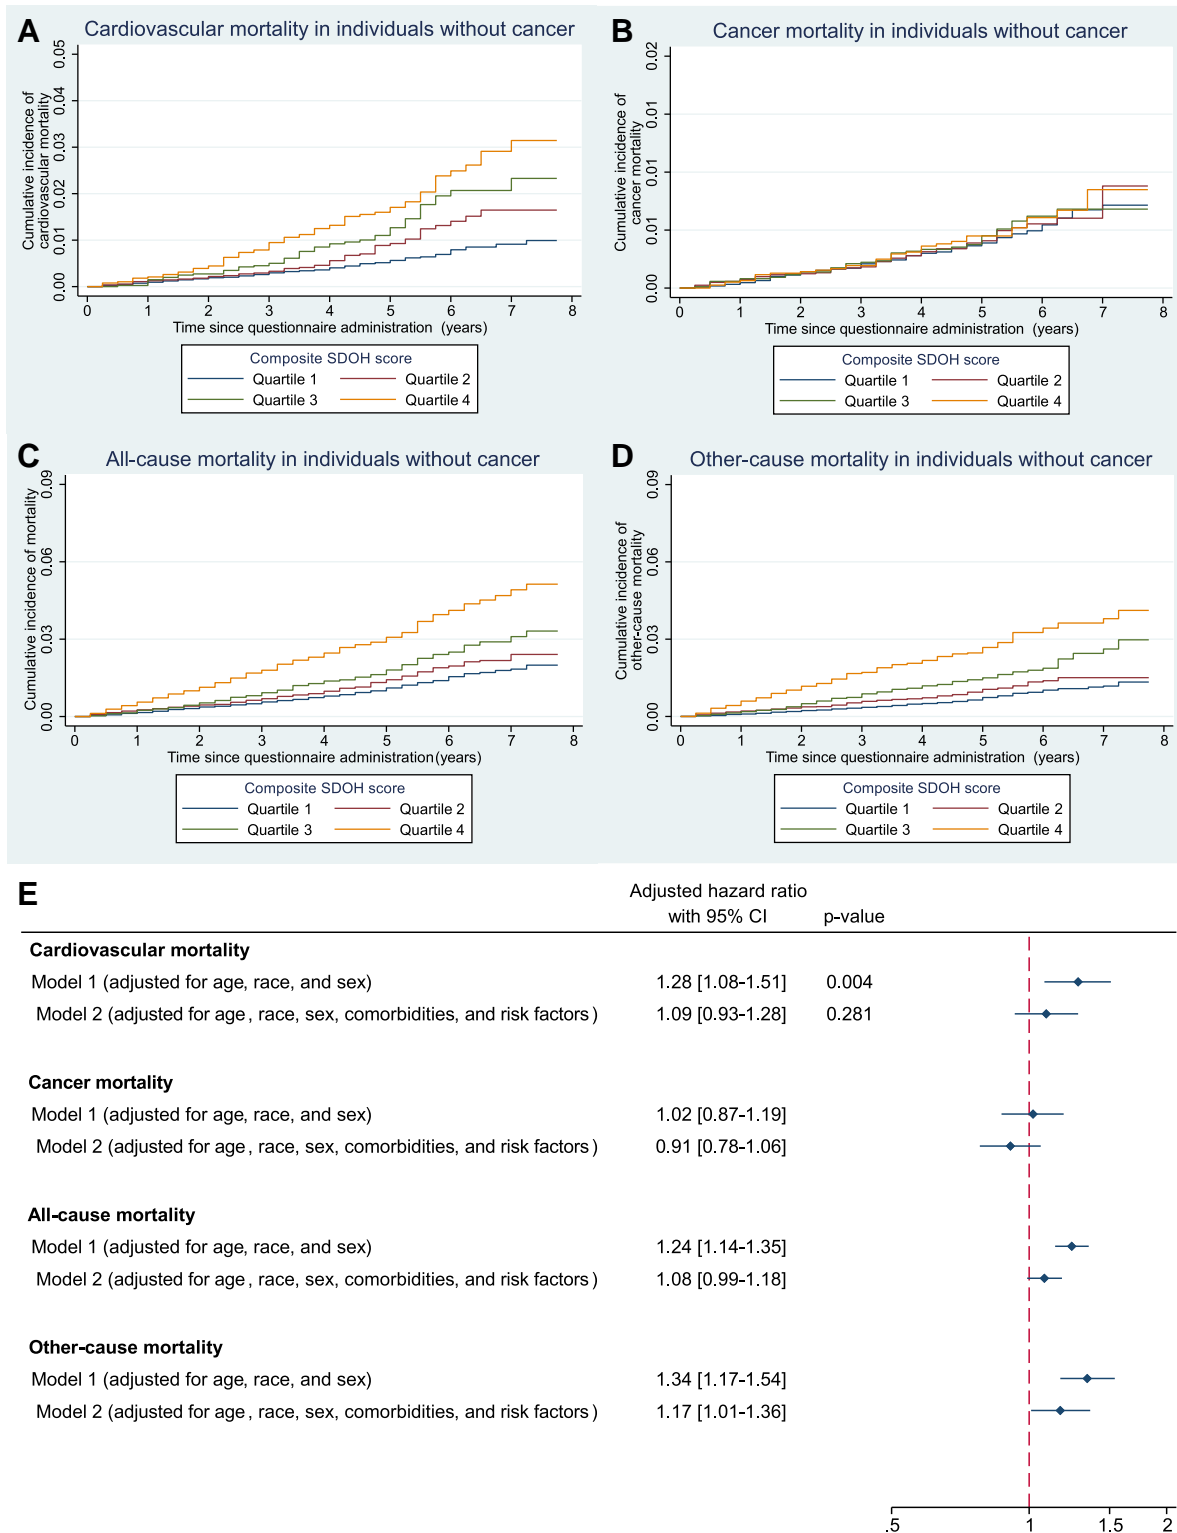 A
Cardiovascular mortality in individuals without cancer
Cumulative incidence of
cardiovascular mortality
0.05
0.04
0.03
0.02
0.01
0.00
0 1 2 3 4 5 6 7 8
Time since questionnaire administration (years)
Composite SDOH score
Quartile 1 Quartile 2
Quartile 3 Quartile 4
B
Cancer mortality in individuals without cancer
Cumulative incidence of
cancer mortality
0.02
0.01
0.01
0.01
0.00
0 1 2 3 4 5 6 7 8
Time since questionnaire administration (years)
Composite SDOH score
Quartile 1 Quartile 2
Quartile 3 Quartile 4
C
All-cause mortality in individuals without cancer
Cumulative incidence of mortality
0.09
0.06
0.03
0.00
0 1 2 3 4 5 6 7 8
Time since questionnaire administration (years)
Composite SDOH score
Quartile 1 Quartile 2
Quartile 3 Quartile 4
D
Other-cause mortality in individuals without cancer
Cumulative incidence of
other-cause mortality
0.09
0.06
0.03
0.00
0 1 2 3 4 5 6 7 8
Time since questionnaire administration (years)
Composite SDOH score
Quartile 1 Quartile 2
Quartile 3 Quartile 4
E
Adjusted hazard ratio
with 95% CI p-value
Cardiovascular mortality
Model 1 (adjusted for age, race, and sex) 1.28 [1.08-1.51] 0.004
Model 2 (adjusted for age, race, sex, comorbidities, and risk factors) 1.09 [0.93-1.28] 0.281
Cancer mortality
Model 1 (adjusted for age, race, and sex) 1.02 [0.87-1.19]
Model 2 (adjusted for age, race, sex, comorbidities, and risk factors) 0.91 [0.78-1.06]
All-cause mortality
Model 1 (adjusted for age, race, and sex) 1.24 [1.14-1.35]
Model 2 (adjusted for age, race, sex, comorbidities, and risk factors) 1.08 [0.99-1.18]
Other-cause mortality
Model 1 (adjusted for age, race, and sex) 1.34 [1.17-1.54]
Model 2 (adjusted for age, race, sex, comorbidities, and risk factors) 1.17 [1.01-1.36]
.5 1 1.5 2